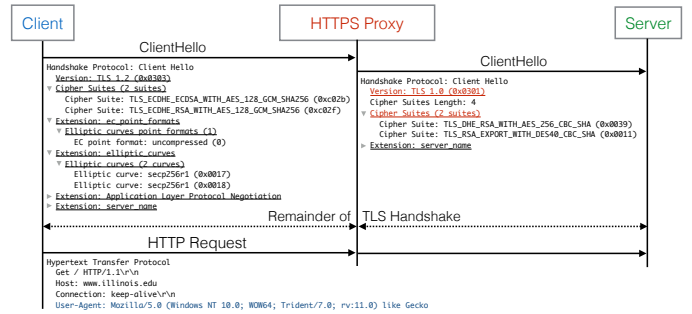 Client
HTTPS Proxy
Server
ClientHello
Handshake Protocol: Client Hello
Version: TLS 1.2 (0x0303)
Cipher Suites (2 suites)
Cipher Suite: TLS_ECDHE_ECDSA_WITH_AES_128_GCM_SHA256 (0xc02b)
Cipher Suite: TLS_ECDHE_RSA_WITH_AES_128_GCM_SHA256 (0xc02f)
Extension: ec_point_formats
Elliptic curves point formats (1)
EC point format: uncompressed (0)
Extension: elliptic_curves
Elliptic curves (2 curves)
Elliptic curve: secp256r1 (0x0017)
Elliptic curve: secp256r1 (0x0018)
Extension: Application Layer Protocol Negotiation
Extension: server_name
ClientHello
Handshake Protocol: Client Hello
Version: TLS 1.0 (0x0301)
Cipher Suites Length: 4
Cipher Suites (2 suites)
Cipher Suite: TLS_DHE_RSA_WITH_AES_256_CBC_SHA (0x0039)
Cipher Suite: TLS_RSA_EXPORT_WITH_DES40_CBC_SHA (0x0011)
Extension: server_name
Remainder of TLS Handshake
HTTP Request
Hypertext Transfer Protocol
Get / HTTP/1.1\r\n
Host: www.illinois.edu
Connection: keep-alive\r\n
User-Agent: Mozilla/5.0 (Windows NT 10.0; WOW64; Trident/7.0; rv:11.0) like Gecko